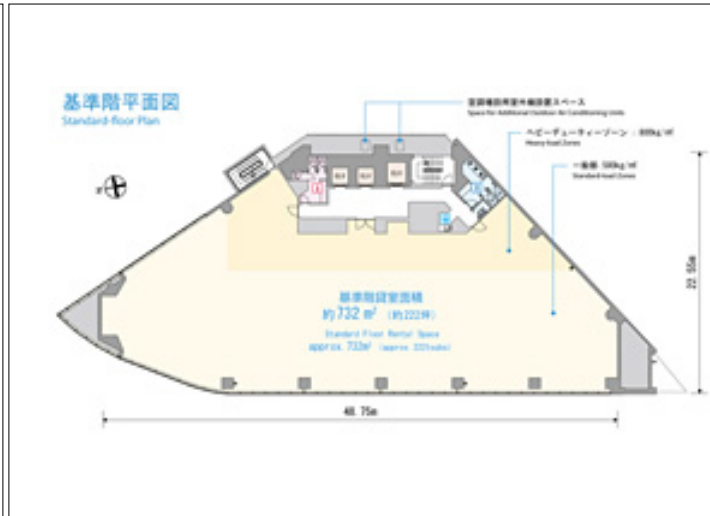 基準階平面図
Standard-floor Plan
空調増設用室外機設置スペース
Space for Additional Outdoor Air Conditioning Units
ヘビーデューティーゾーン : 800kg/㎡
Heavy-load Zones
一般部 500kg/㎡
Standard-load Zones
22.55m
基準階貸室面積
約732㎡ (約222坪)
Standard Floor Rental Space
approx. 732㎡ (approx. 222tsubo)
48.75m